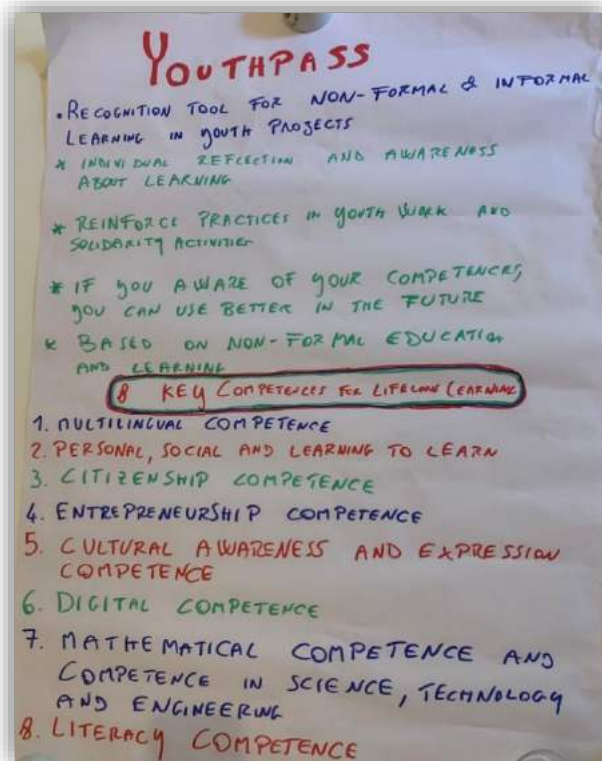 YOUTHPASS
• RECOGNITION TOOL FOR NON-FORMAL & INFORMAL
LEARNING IN YOUTH PROJECTS
* INDIVIDUAL REFLECTION AND AWARENESS
ABOUT LEARNING
* REINFORCE PRACTICES IN YOUTH WORK AND
SOLIDARITY ACTIVITIES
* IF YOU AWARE OF YOUR COMPETENCES,
YOU CAN USE BETTER IN THE FUTURE
* BASED ON NON-FORMAL EDUCATION
AND LEARNING
8 KEY COMPETENCES FOR LIFELONG LEARNING
1. MULTILINGUAL COMPETENCE
2. PERSONAL, SOCIAL AND LEARNING TO LEARN
3. CITIZENSHIP COMPETENCE
4. ENTREPRENEURSHIP COMPETENCE
5. CULTURAL AWARENESS AND EXPRESSION
COMPETENCE
6. DIGITAL COMPETENCE
7. MATHEMATICAL COMPETENCE AND
COMPETENCE IN SCIENCE, TECHNOLOGY
AND ENGINEERING
8. LITERACY COMPETENCE